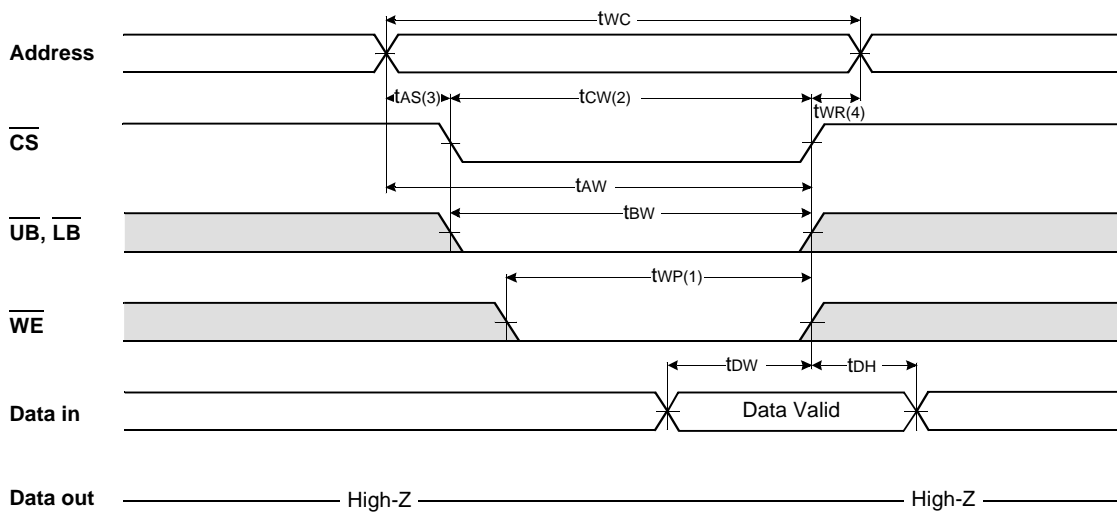 tWC
Address
tAS(3) tCW(2) tWR(4)
CS
tAW
UB, LB tBW
tWP(1)
WE
tDW tDH
Data in Data Valid
Data out High-Z High-Z